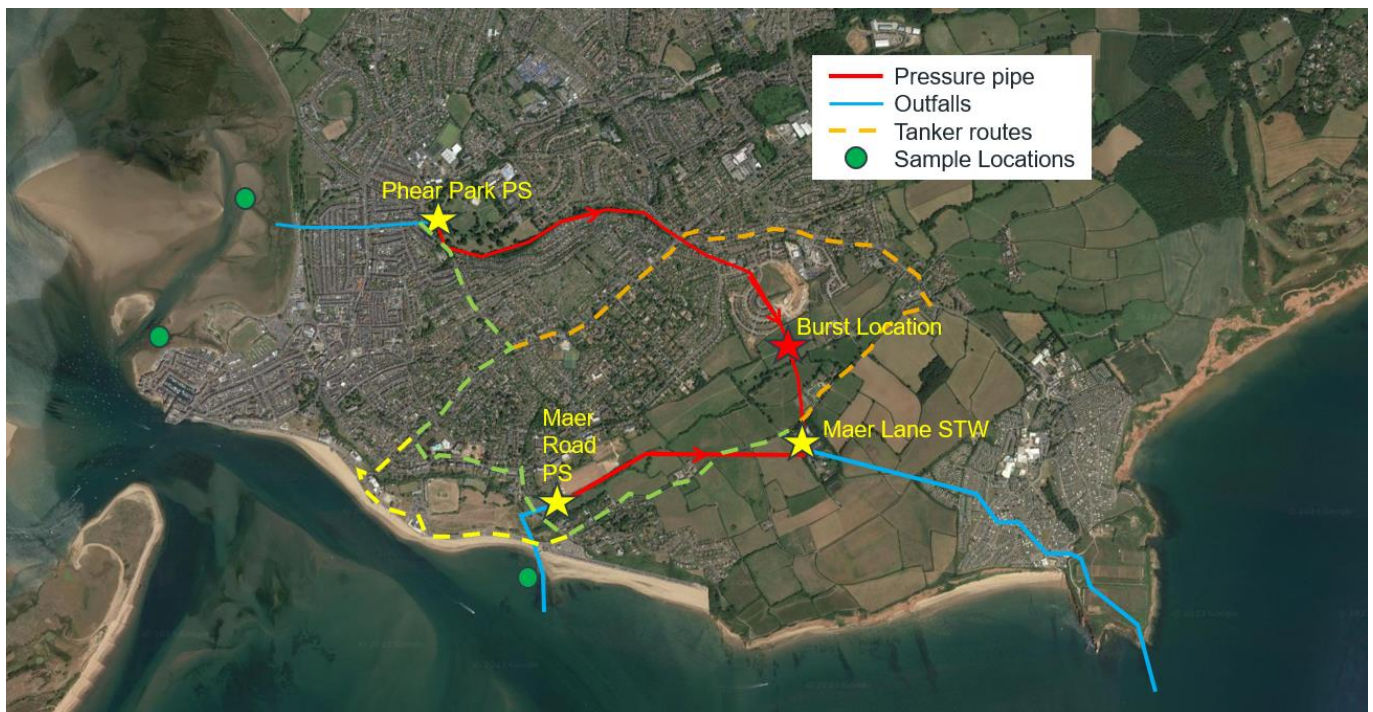 Pressure pipe
Outfalls
Tanker routes
Sample Locations
Phear Park PS
Burst Location
Maer
Road
PS
Maer Lane STW